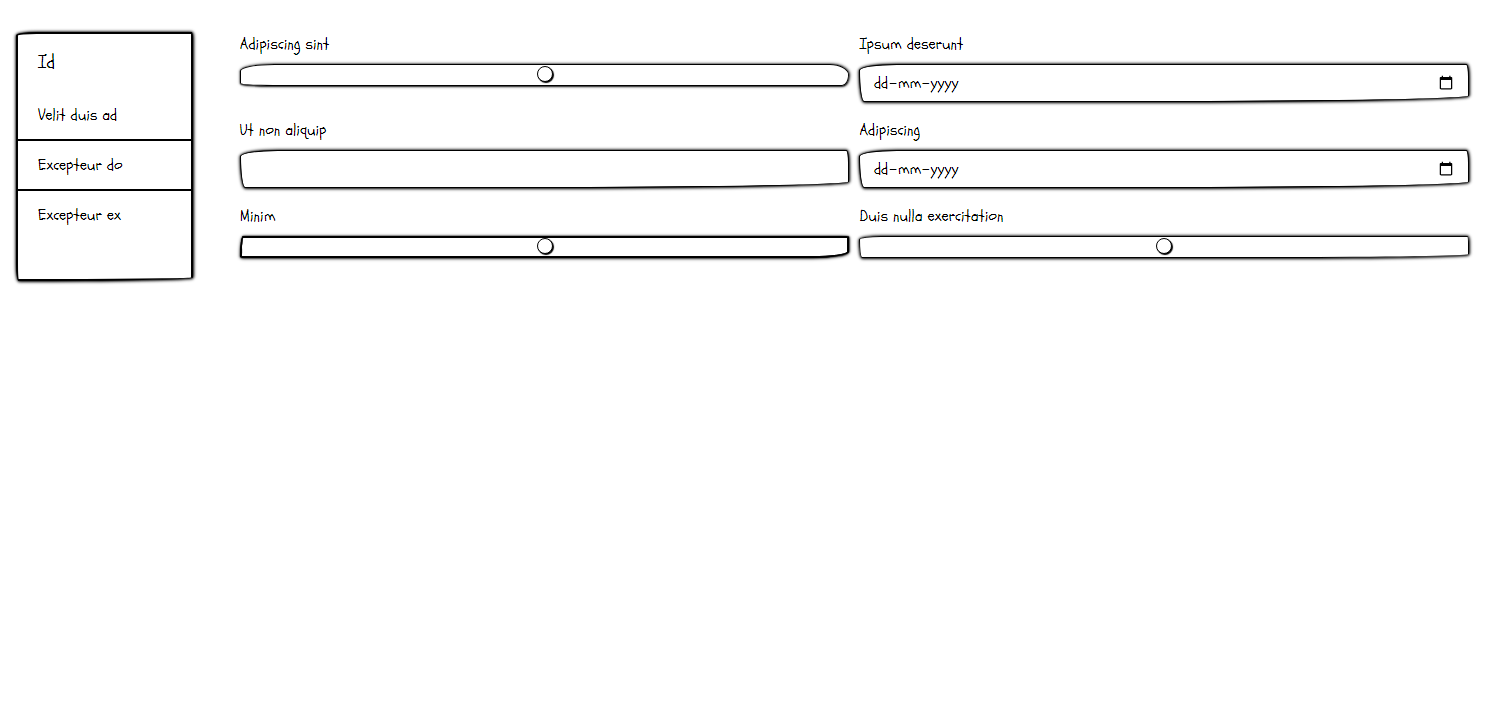 Id
Velit duis ad
Excepteur do
Excepteur ex
Adipiscing sint
Ipsum deserunt
dd-mm-yyyy
Ut non aliquip
Adipiscing
dd-mm-yyyy
Minim
Duis nulla exercitation